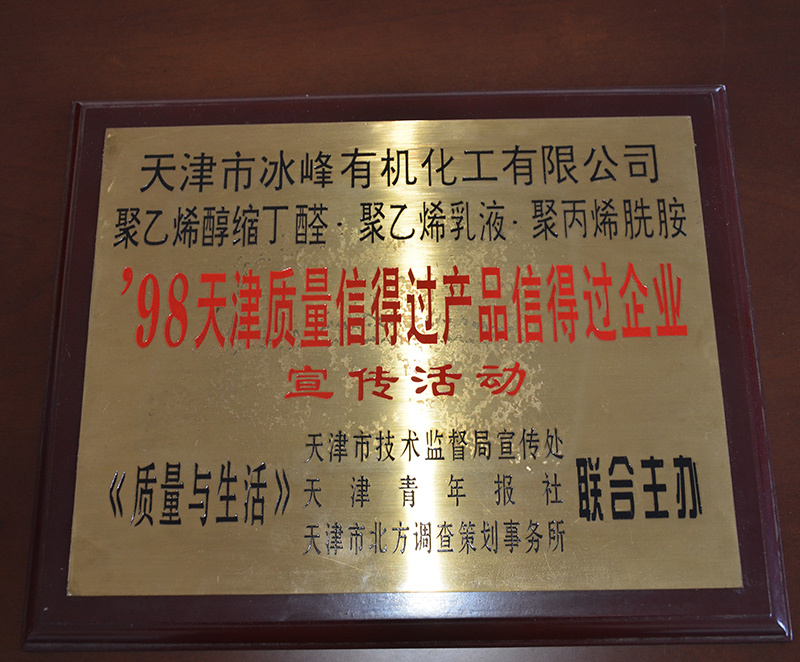 天津市冰峰有机化工有限公司
聚乙烯醇缩丁醛·聚乙烯乳液·聚丙烯胱胺
’98天津质量信得过产品信得过企业
宣传活动
《质量与生活》
天津市技术监督局宣传处
天津青年报社
天津市北方调查策划事务所
联合主办